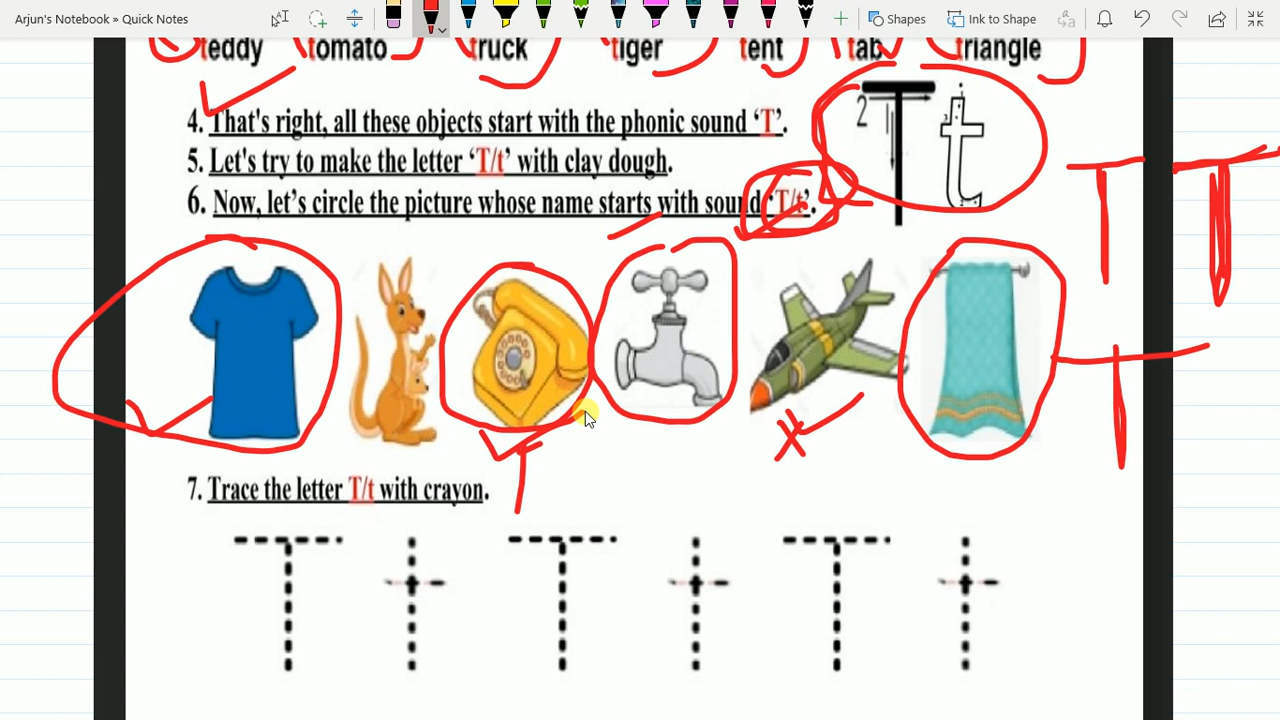 Arjun's Notebook » Quick Notes
Shapes
Ink to Shape
teddy tomato truck tiger tent tab triangle
4. That's right, all these objects start with the phonic sound ‘T’.
5. Let's try to make the letter ‘T/t’ with clay dough.
6. Now, let’s circle the picture whose name starts with sound ‘T/t’.
2 1 T t
T T
T
T
7. Trace the letter T/t with crayon.
T t T t T t